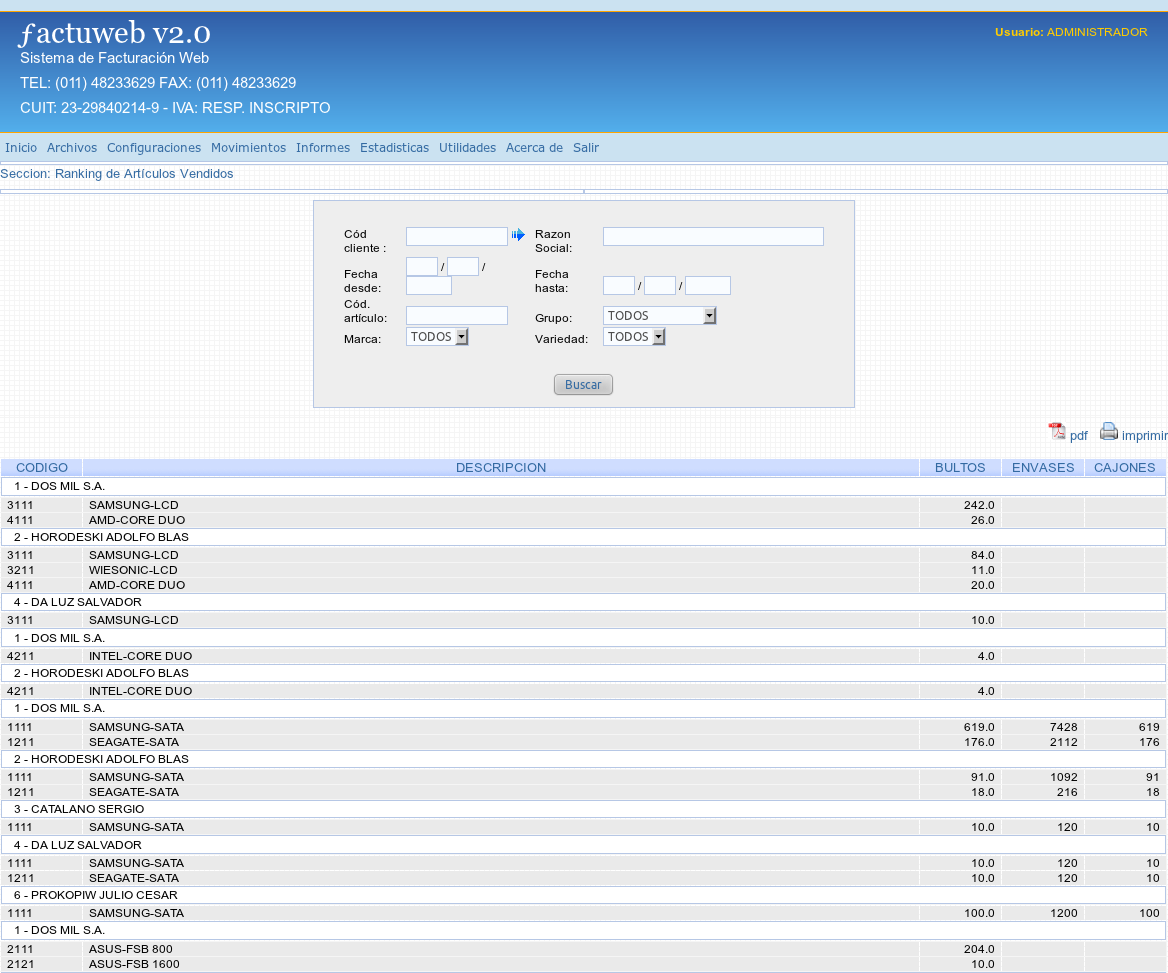 ƒactuweb v2.0
Usuario: ADMINISTRADOR
Sistema de Facturación Web
TEL: (011) 48233629 FAX: (011) 48233629
CUIT: 23-29840214-9 - IVA: RESP. INSCRIPTO
Inicio Archivos Configuraciones Movimientos Informes Estadisticas Utilidades Acerca de Salir
Seccion: Ranking de Artículos Vendidos
Cód cliente : Razon Social:
Fecha desde: / / Fecha hasta: / /
Cód. artículo: Grupo: TODOS
Marca: TODOS Variedad: TODOS
Buscar
pdf imprimir
CODIGO DESCRIPCION BULTOS ENVASES CAJONES
1 - DOS MIL S.A.
3111 SAMSUNG-LCD 242.0
4111 AMD-CORE DUO 26.0
2 - HORODESKI ADOLFO BLAS
3111 SAMSUNG-LCD 84.0
3211 WIESONIC-LCD 11.0
4111 AMD-CORE DUO 20.0
4 - DA LUZ SALVADOR
3111 SAMSUNG-LCD 10.0
1 - DOS MIL S.A.
4211 INTEL-CORE DUO 4.0
2 - HORODESKI ADOLFO BLAS
4211 INTEL-CORE DUO 4.0
1 - DOS MIL S.A.
1111 SAMSUNG-SATA 619.0 7428 619
1211 SEAGATE-SATA 176.0 2112 176
2 - HORODESKI ADOLFO BLAS
1111 SAMSUNG-SATA 91.0 1092 91
1211 SEAGATE-SATA 18.0 216 18
3 - CATALANO SERGIO
1111 SAMSUNG-SATA 10.0 120 10
4 - DA LUZ SALVADOR
1111 SAMSUNG-SATA 10.0 120 10
1211 SEAGATE-SATA 10.0 120 10
6 - PROKOPIW JULIO CESAR
1111 SAMSUNG-SATA 100.0 1200 100
1 - DOS MIL S.A.
2111 ASUS-FSB 800 204.0
2121 ASUS-FSB 1600 10.0